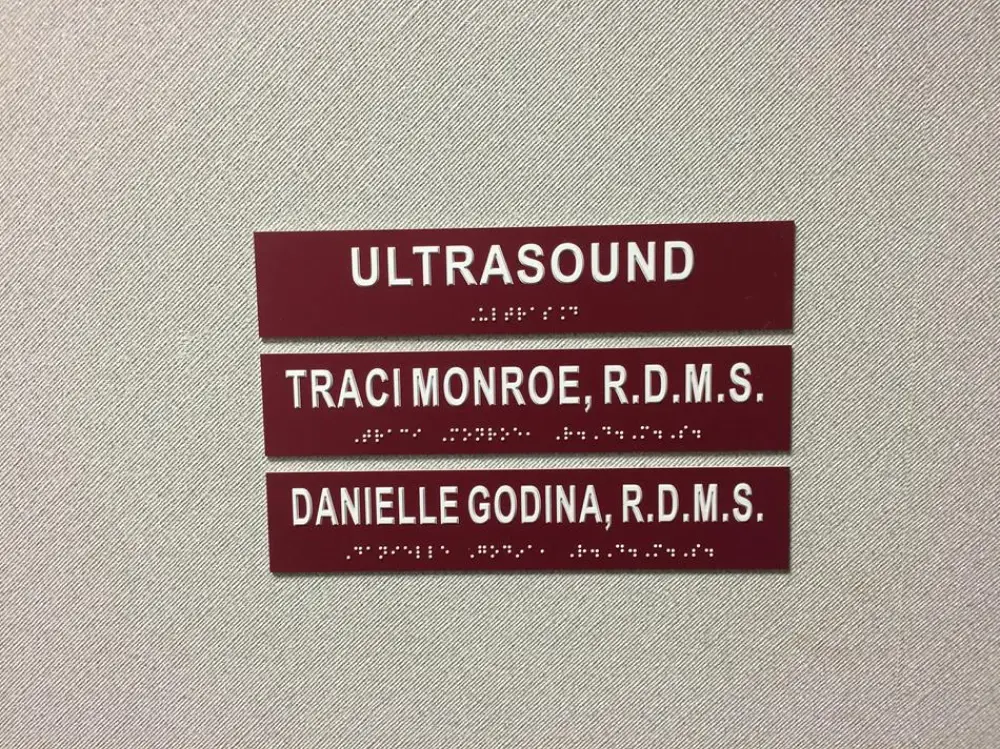 ULTRASOUND
TRACI MONROE, R.D.M.S.
DANIELLE GODINA, R.D.M.S.